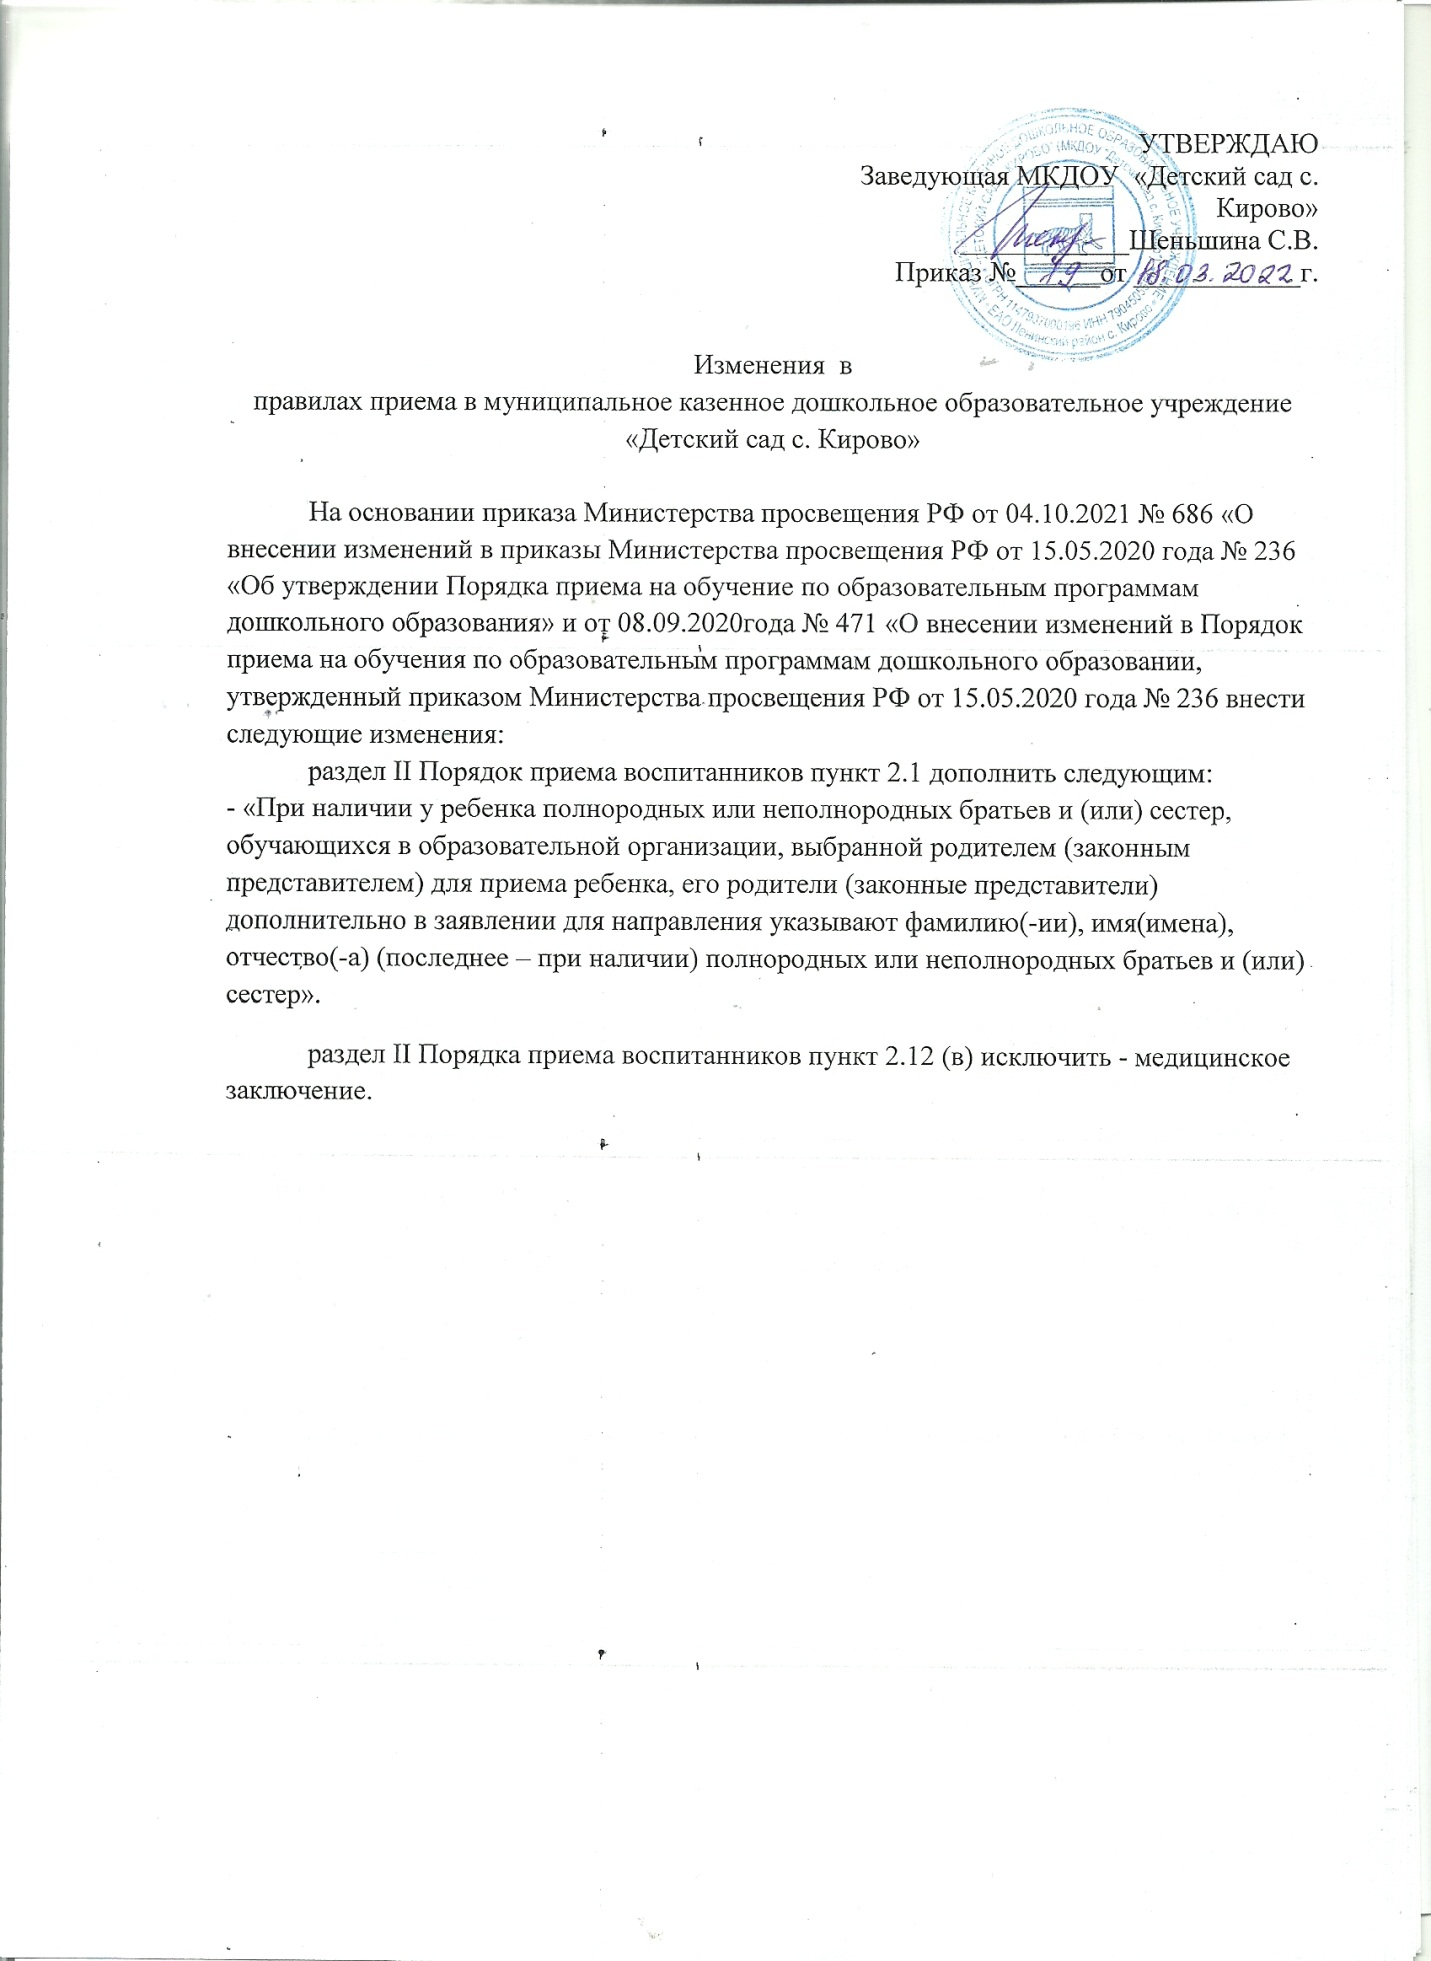 УТВЕРЖДАЮ
Заведующая МКДОУ «Детский сад с.
Кирово»
____________Шеньшина С.В.
Приказ №______от 18.03.2022 г.
Изменения в
правилах приема в муниципальное казенное дошкольное образовательное учреждение
«Детский сад с. Кирово»
На основании приказа Министерства просвещения РФ от 04.10.2021 № 686 «О
внесении изменений в приказы Министерства просвещения РФ от 15.05.2020 года № 236
«Об утверждении Порядка приема на обучение по образовательным программам
дошкольного образования» и от 08.09.2020года № 471 «О внесении изменений в Порядок
приема на обучения по образовательным программам дошкольного образовании,
утвержденный приказом Министерства просвещения РФ от 15.05.2020 года № 236 внести
следующие изменения:
раздел II Порядок приема воспитанников пункт 2.1 дополнить следующим:
- «При наличии у ребенка полнородных или неполнородных братьев и (или) сестер,
обучающихся в образовательной организации, выбранной родителем (законным
представителем) для приема ребенка, его родители (законные представители)
дополнительно в заявлении для направления указывают фамилию(-ии), имя(имена),
отчество(-а) (последнее – при наличии) полнородных или неполнородных братьев и (или)
сестер».
раздел II Порядка приема воспитанников пункт 2.12 (в) исключить - медицинское
заключение.